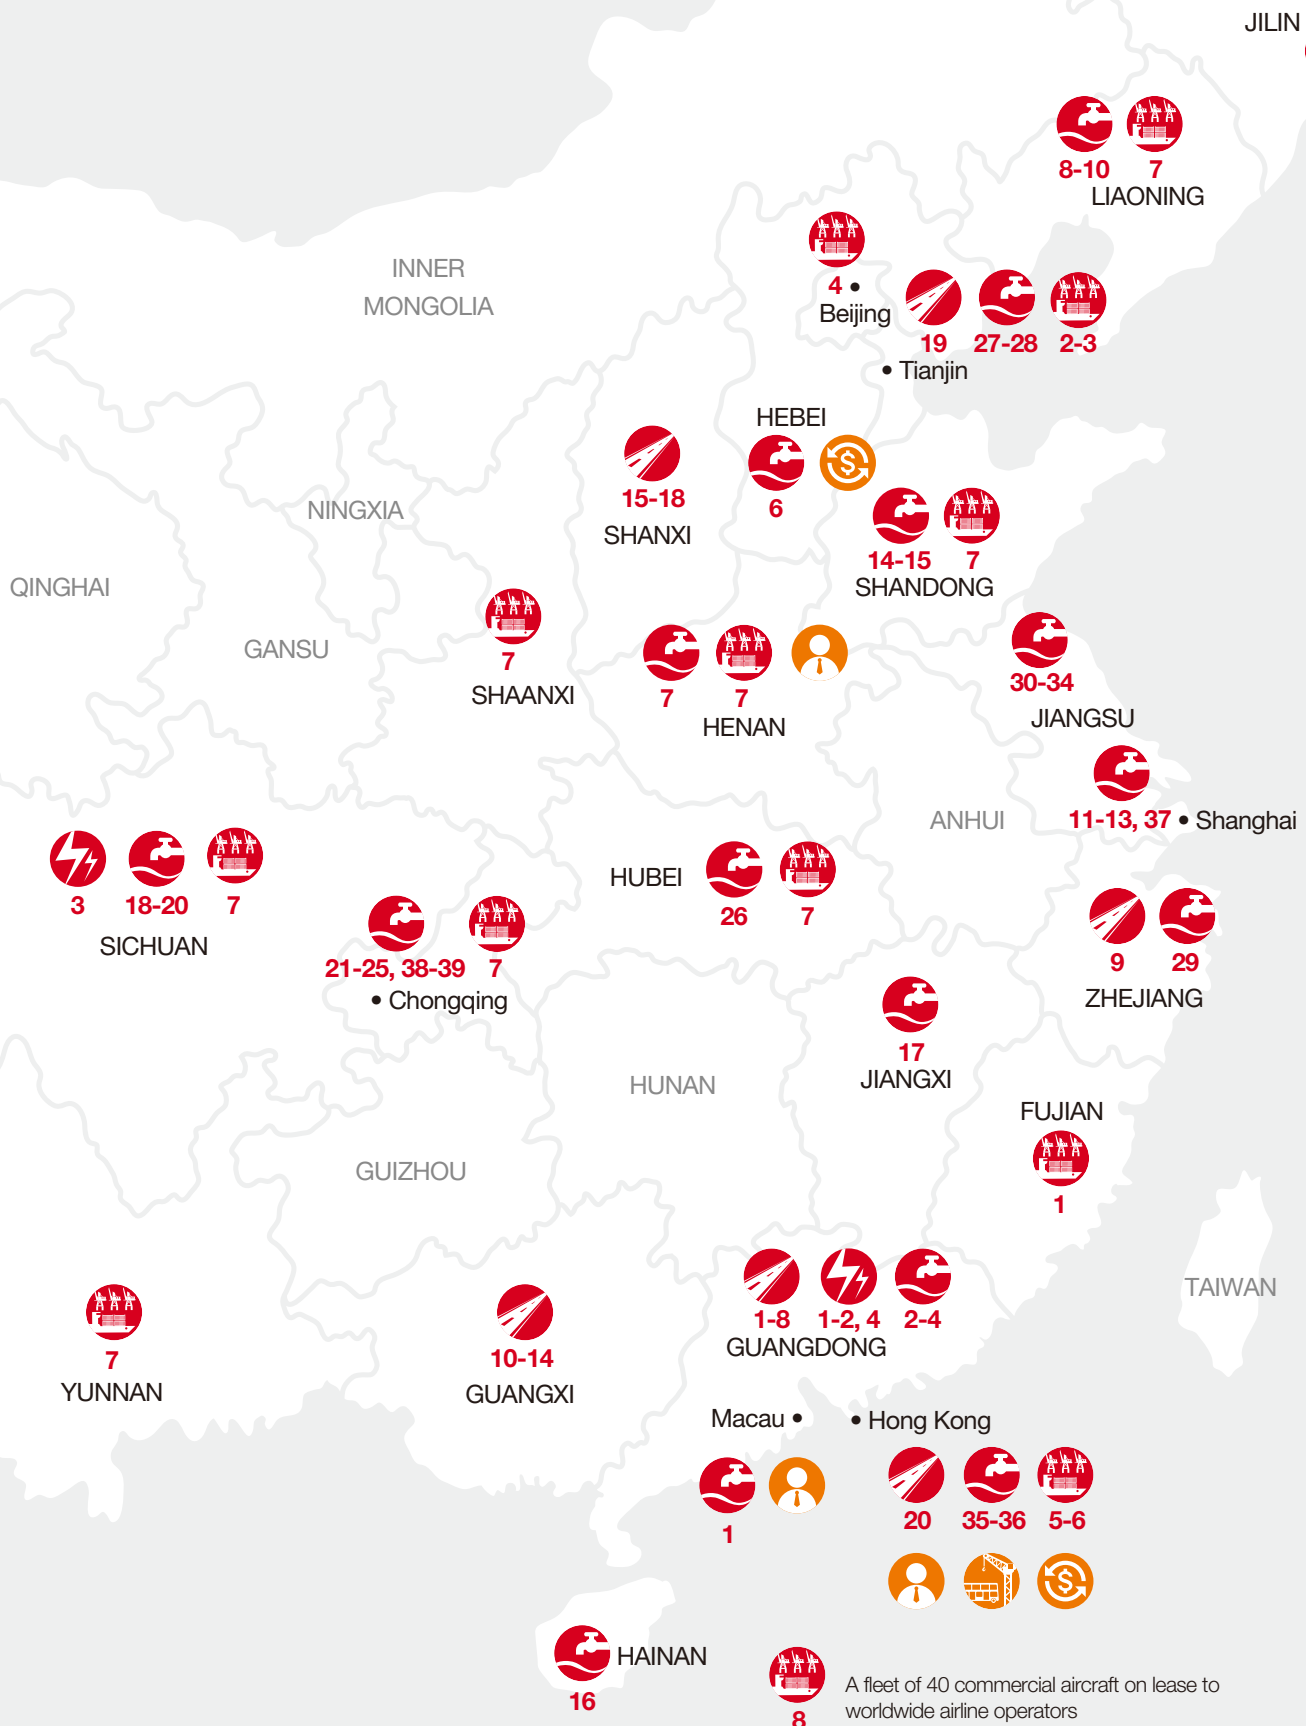 JILIN
8-10 7
LIAONING
INNER
MONGOLIA
4 •
Beijing
19 27-28 2-3
• Tianjin
HEBEI
6
15-18
SHANXI
NINGXIA
14-15 7
SHANDONG
QINGHAI
GANSU
7
SHAANXI
7 7
HENAN
30-34
JIANGSU
ANHUI
11-13, 37 • Shanghai
3 18-20 7
SICHUAN
HUBEI
26 7
21-25, 38-39 7
• Chongqing
9 29
ZHEJIANG
17
JIANGXI
HUNAN
FUJIAN
1
GUIZHOU
TAIWAN
7
YUNNAN
10-14
GUANGXI
1-8 1-2, 4 2-4
GUANGDONG
Macau •
• Hong Kong
1
20 35-36 5-6
HAINAN
16
8
A fleet of 40 commercial aircraft on lease to
worldwide airline operators